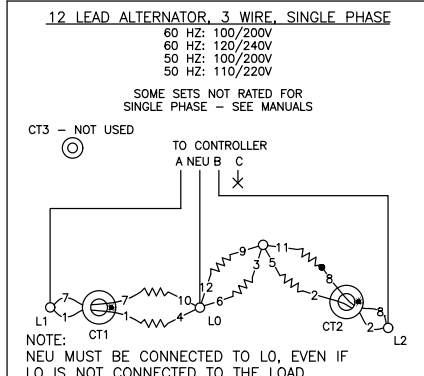 12 LEAD ALTERNATOR, 3 WIRE, SINGLE PHASE
60 HZ: 100/200V
60 HZ: 120/240V
50 HZ: 100/200V
50 HZ: 110/220V
SOME SETS NOT RATED FOR
SINGLE PHASE – SEE MANUALS
CT3 – NOT USED
TO CONTROLLER
A NEU B C
9 11
3 5 8
12
7 7 10 6 2 8
1 1 4 2
L1 CT1 L0 CT2 L2
NOTE:
NEU MUST BE CONNECTED TO L0, EVEN IF
L0 IS NOT CONNECTED TO THE LOAD